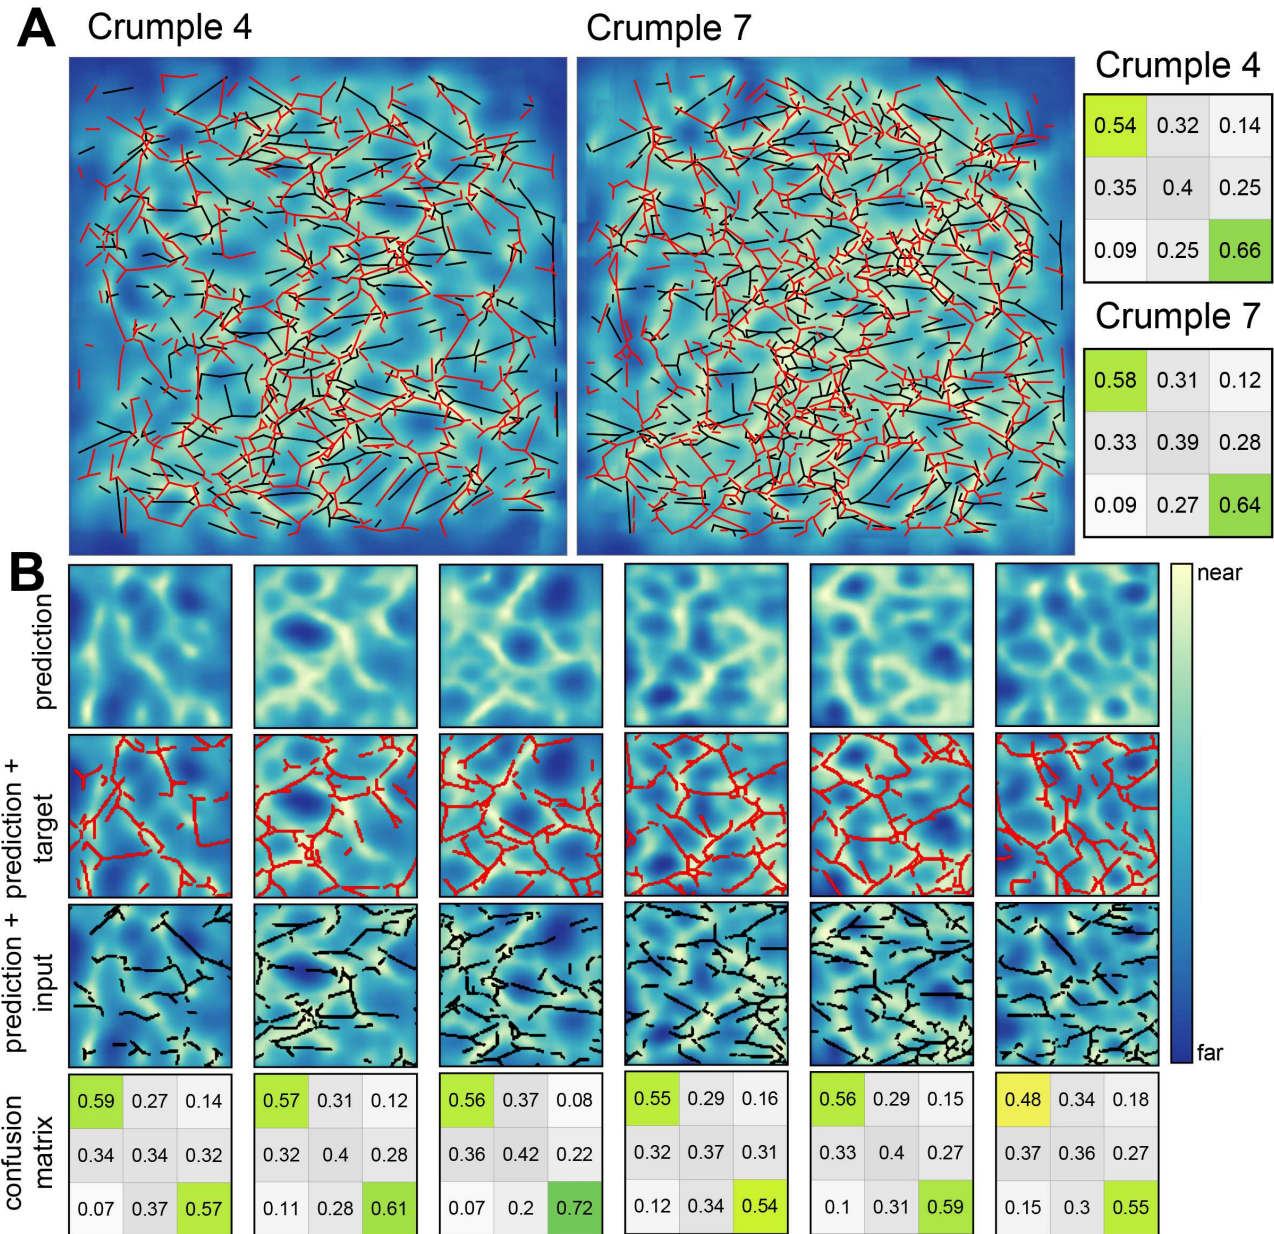 A
Crumple 4
Crumple 7
Crumple 4
0.54 0.32 0.14
0.35 0.4 0.25
0.09 0.25 0.66
Crumple 7
0.58 0.31 0.12
0.33 0.39 0.28
0.09 0.27 0.64
B
prediction
near
prediction +
target
prediction +
input
far
confusion
matrix
0.59 0.27 0.14 0.57 0.31 0.12 0.56 0.37 0.08 0.55 0.29 0.16 0.56 0.29 0.15 0.48 0.34 0.18
0.34 0.34 0.32 0.32 0.4 0.28 0.36 0.42 0.22 0.32 0.37 0.31 0.33 0.4 0.27 0.37 0.36 0.27
0.07 0.37 0.57 0.11 0.28 0.61 0.07 0.2 0.72 0.12 0.34 0.54 0.1 0.31 0.59 0.15 0.3 0.55